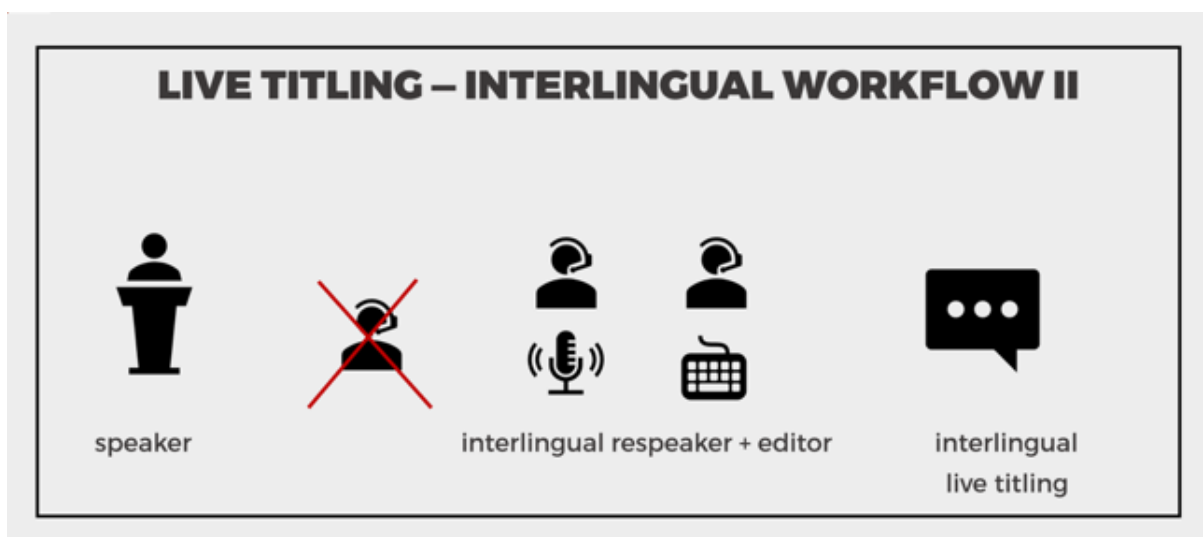 LIVE TITLING – INTERLINGUAL WORKFLOW II
speaker
interlingual respeaker + editor
interlingual
live titling